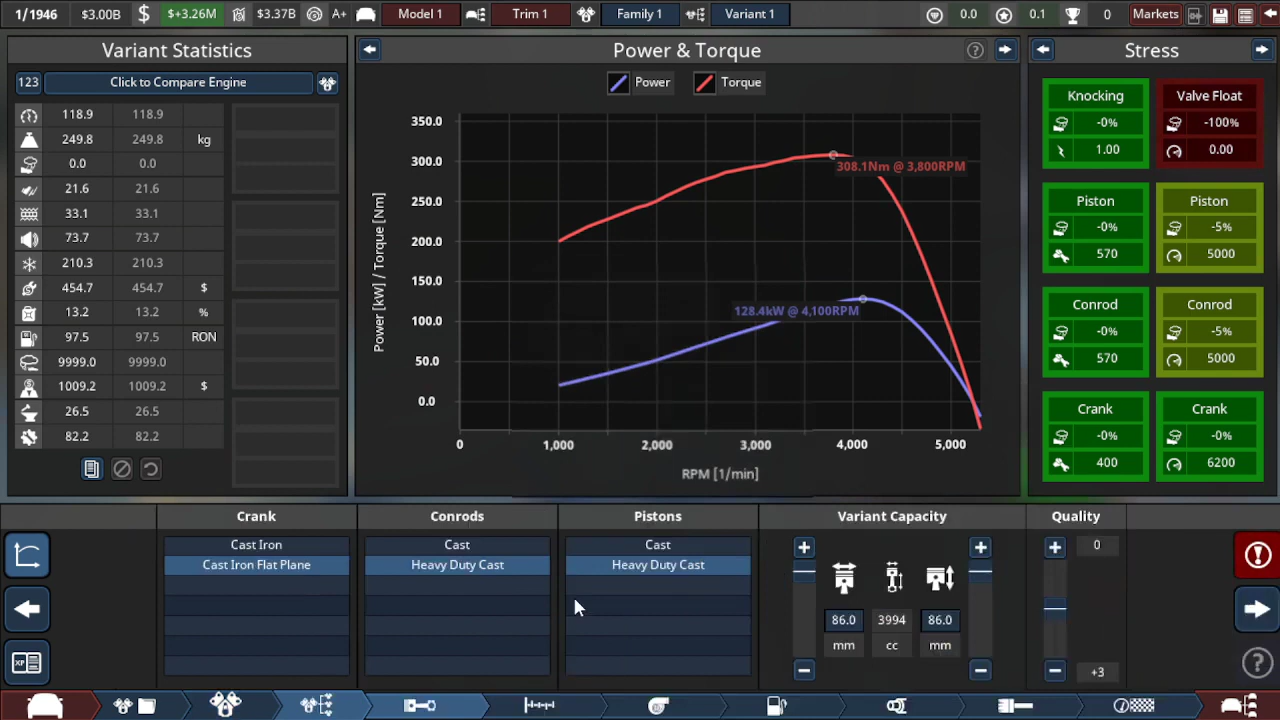 1/1946 $3.00B $+3.26M $3.37B A+ Model 1 Trim 1 Family 1 Variant 1 0.0 0.1 0 Markets
Variant Statistics
123 Click to Compare Engine
118.9 118.9
249.8 249.8 kg
0.0 0.0
21.6 21.6
33.1 33.1
73.7 73.7
210.3 210.3
454.7 454.7 $
13.2 13.2 %
97.5 97.5 RON
9999.0 9999.0
1009.2 1009.2 $
26.5 26.5
82.2 82.2
Power & Torque
Power Torque
Power [kW] / Torque [Nm]
350.0
300.0
250.0
200.0
150.0
100.0
50.0
0.0
308.1Nm @ 3,800RPM
128.4kW @ 4,100RPM
0 1,000 2,000 3,000 4,000 5,000
RPM [1/min]
Stress
Knocking Valve Float
-0% -100%
1.00 0.00
Piston Piston
-0% -5%
570 5000
Conrod Conrod
-0% -5%
570 5000
Crank Crank
-0% -0%
400 6200
Crank Conrods Pistons Variant Capacity Quality
Cast Iron Cast Cast 0
Cast Iron Flat Plane Heavy Duty Cast Heavy Duty Cast
86.0 3994 86.0
mm cc mm
+3
XP